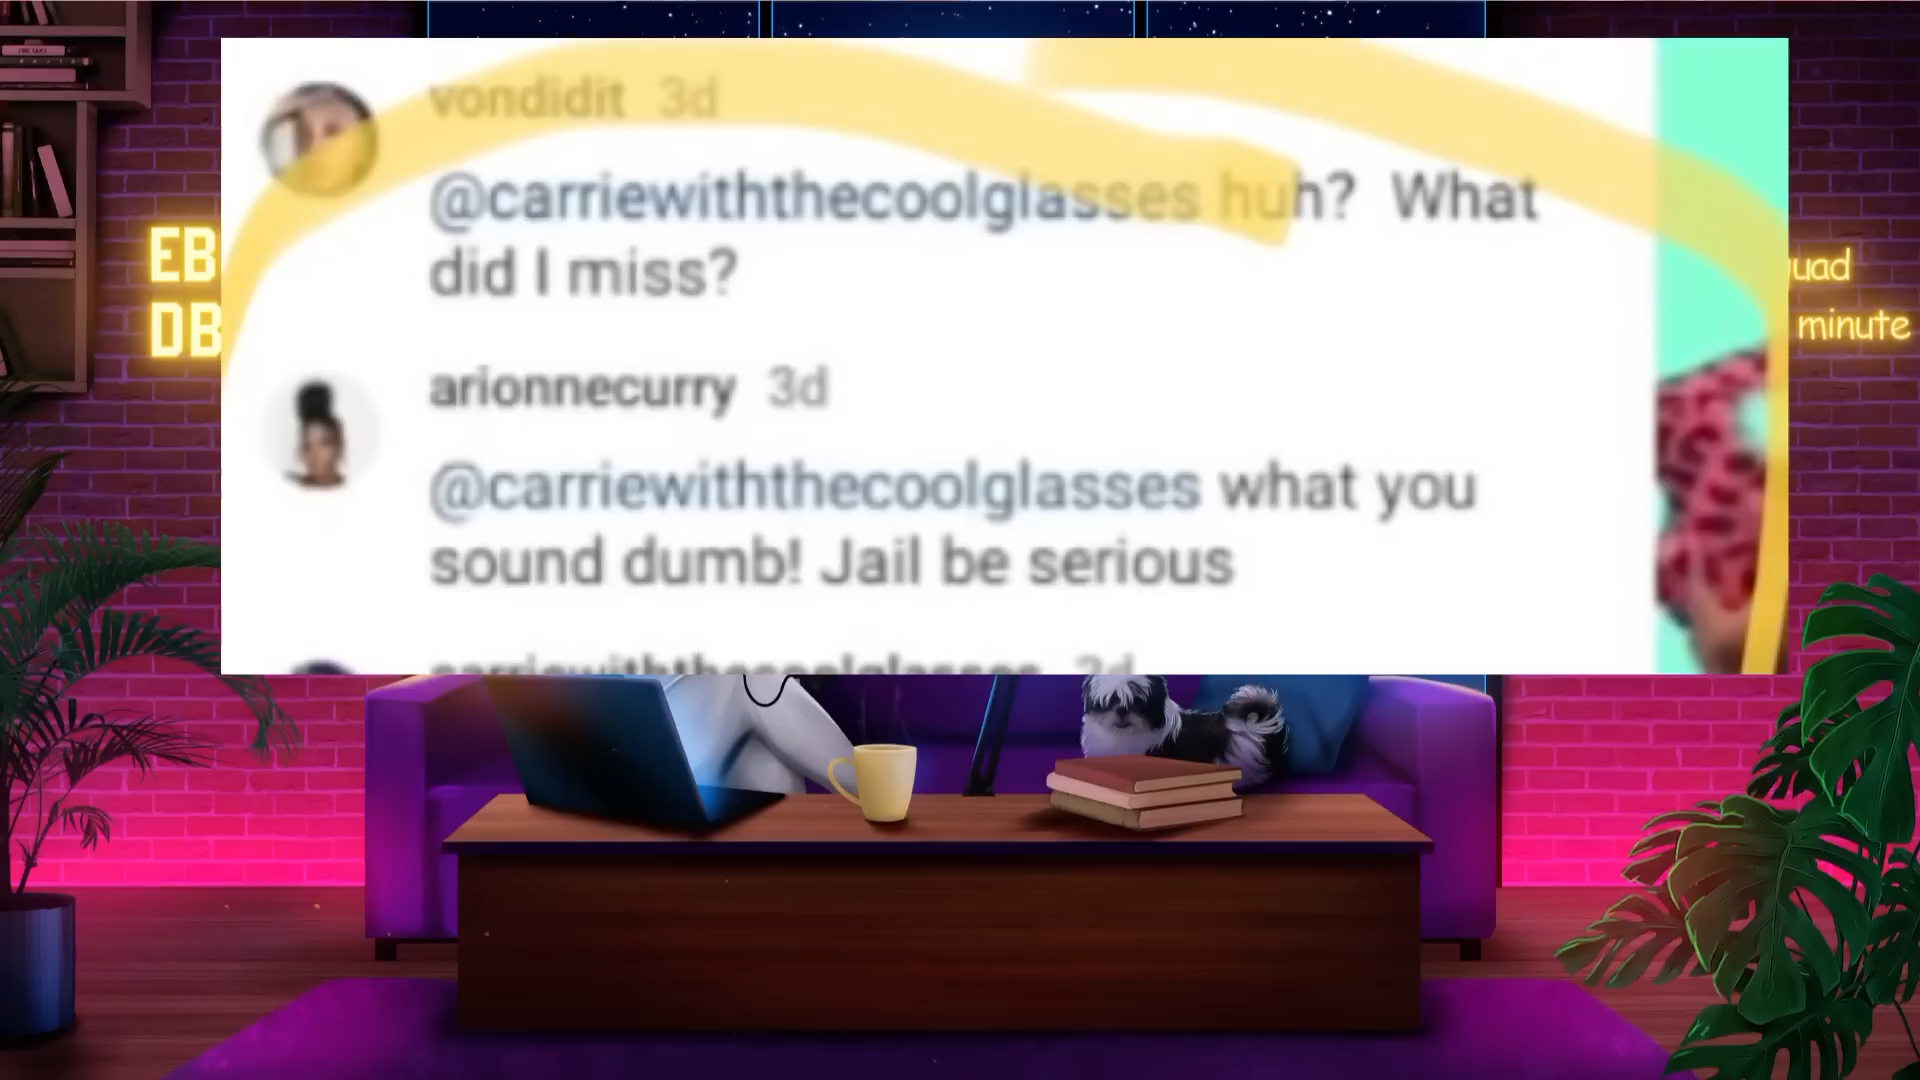 vondidit 3d
@carriewiththecoolglasses huh? What
did I miss?
arionnecurry 3d
@carriewiththecoolglasses what you
sound dumb! Jail be serious
carriewiththecoolglasses
EB
DB
uad
minute